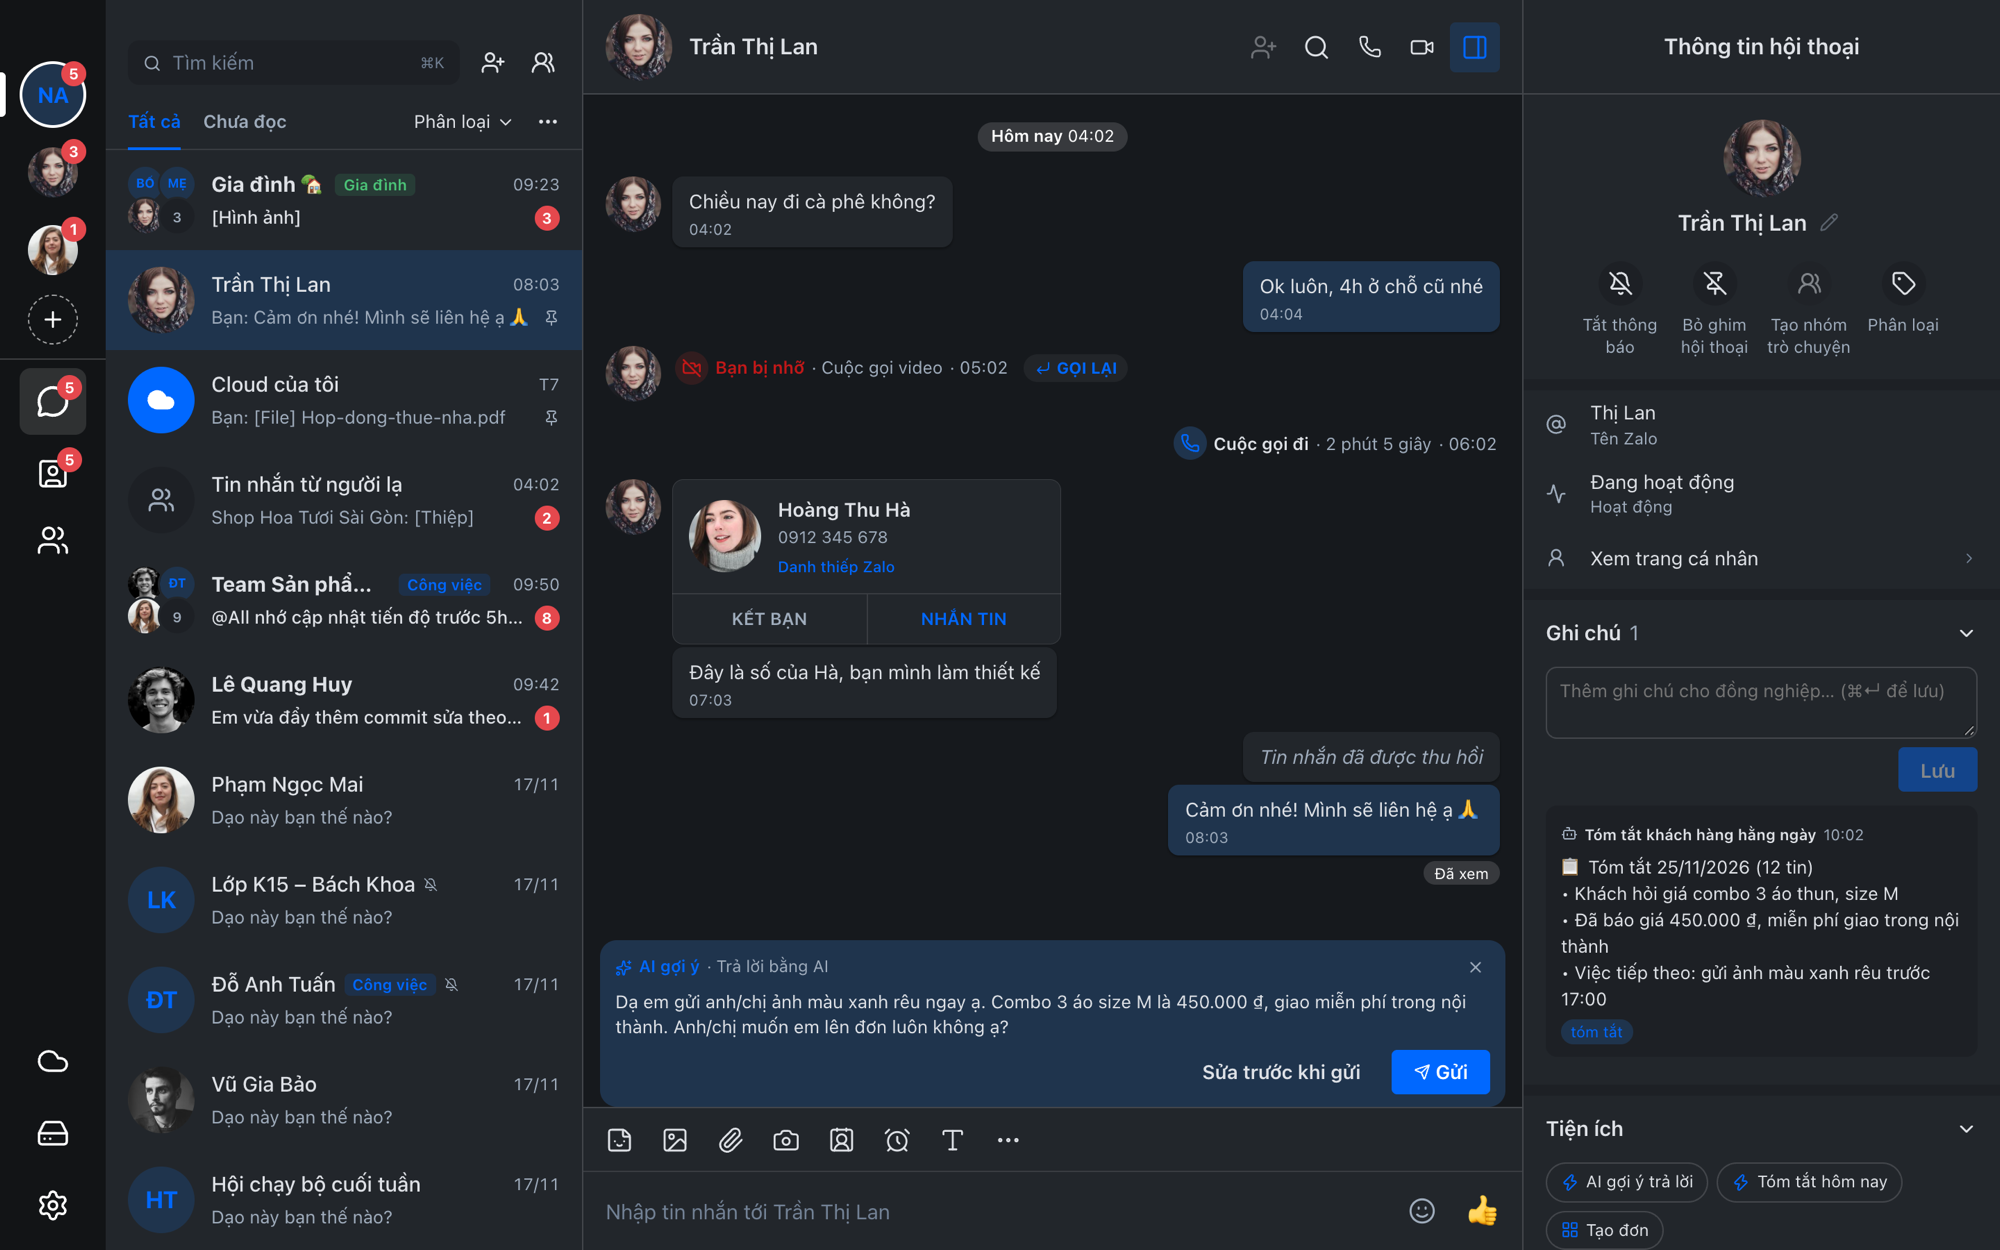 NA
5
3
1
5
5
Tìm kiếm
⌘K
Tất cả
Chưa đọc
Phân loại
BỐ
MẸ
3
Gia đình 🏡
Gia đình
09:23
[Hình ảnh]
3
Trần Thị Lan
08:03
Bạn: Cảm ơn nhé! Mình sẽ liên hệ ạ 🙏
Cloud của tôi
T7
Bạn: [File] Hop-dong-thue-nha.pdf
Tin nhắn từ người lạ
04:02
Shop Hoa Tươi Sài Gòn: [Thiệp]
2
ĐT
9
Team Sản phẩ...
Công việc
09:50
@All nhớ cập nhật tiến độ trước 5h...
8
Lê Quang Huy
09:42
Em vừa đẩy thêm commit sửa theo...
1
Phạm Ngọc Mai
17/11
Dạo này bạn thế nào?
LK
Lớp K15 – Bách Khoa
17/11
Dạo này bạn thế nào?
ĐT
Đỗ Anh Tuấn
Công việc
17/11
Dạo này bạn thế nào?
Vũ Gia Bảo
17/11
Dạo này bạn thế nào?
HT
Hội chạy bộ cuối tuần
17/11
Dạo này bạn thế nào?
Trần Thị Lan
Hôm nay 04:02
Chiều nay đi cà phê không?
04:02
Ok luôn, 4h ở chỗ cũ nhé
04:04
Bạn bị nhỡ · Cuộc gọi video · 05:02
GỌI LẠI
Cuộc gọi đi · 2 phút 5 giây · 06:02
Hoàng Thu Hà
0912 345 678
Danh thiếp Zalo
KẾT BẠN
NHẮN TIN
Đây là số của Hà, bạn mình làm thiết kế
07:03
Tin nhắn đã được thu hồi
Cảm ơn nhé! Mình sẽ liên hệ ạ 🙏
08:03
Đã xem
AI gợi ý · Trả lời bằng AI
Dạ em gửi anh/chị ảnh màu xanh rêu ngay ạ. Combo 3 áo size M là 450.000 ₫, giao miễn phí trong nội
thành. Anh/chị muốn em lên đơn luôn không ạ?
Sửa trước khi gửi
Gửi
Nhập tin nhắn tới Trần Thị Lan
Thông tin hội thoại
Trần Thị Lan
Tắt thông
báo
Bỏ ghim
hội thoại
Tạo nhóm
trò chuyện
Phân loại
Thị Lan
Tên Zalo
Đang hoạt động
Hoạt động
Xem trang cá nhân
Ghi chú 1
Thêm ghi chú cho đồng nghiệp... (⌘↵ để lưu)
Lưu
Tóm tắt khách hàng hằng ngày 10:02
📋 Tóm tắt 25/11/2026 (12 tin)
• Khách hỏi giá combo 3 áo thun, size M
• Đã báo giá 450.000 ₫, miễn phí giao trong nội
thành
• Việc tiếp theo: gửi ảnh màu xanh rêu trước
17:00
tóm tắt
Tiện ích
AI gợi ý trả lời
Tóm tắt hôm nay
Tạo đơn